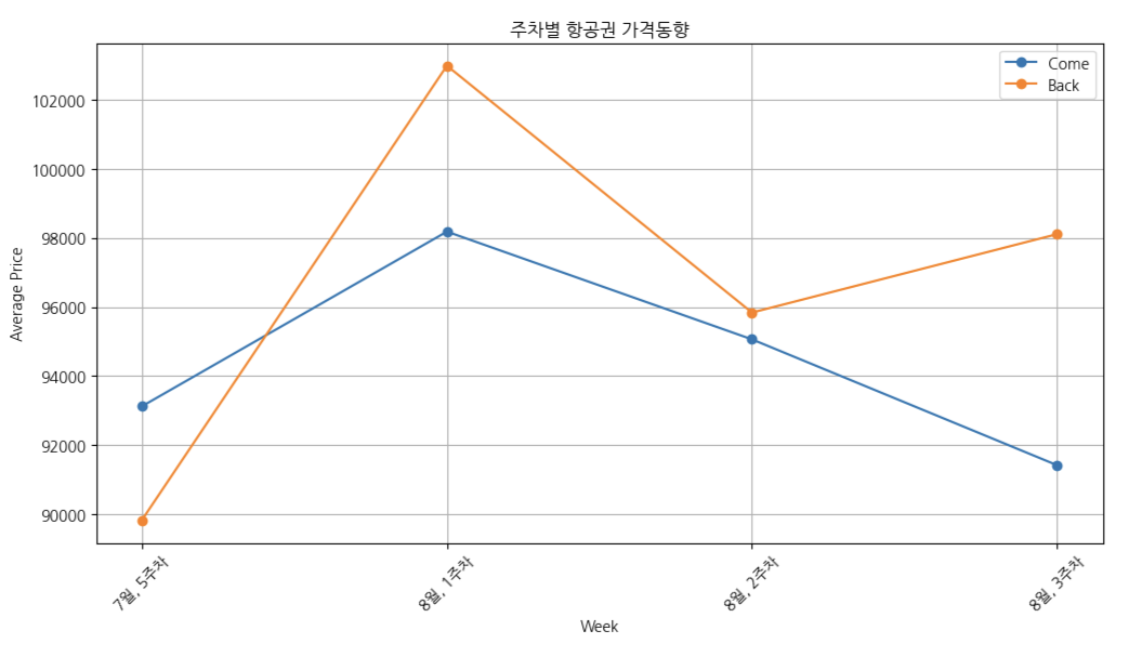 주차별 항공권 가격동향
Come
Back
102000
100000
98000
96000
94000
92000
90000
Average Price
7월, 5주차
8월, 1주차
8월, 2주차
8월, 3주차
Week